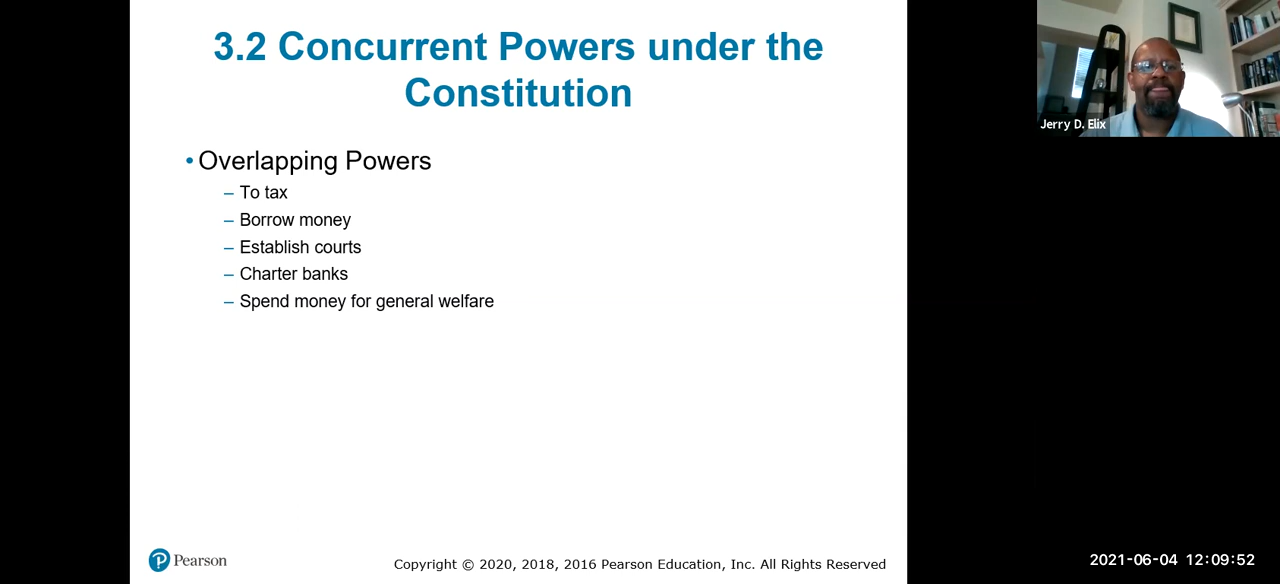 3.2 Concurrent Powers under the
Constitution
• Overlapping Powers
– To tax
– Borrow money
– Establish courts
– Charter banks
– Spend money for general welfare
Pearson
Copyright © 2020, 2018, 2016 Pearson Education, Inc. All Rights Reserved
Jerry D. Elix
2021-06-04 12:09:52